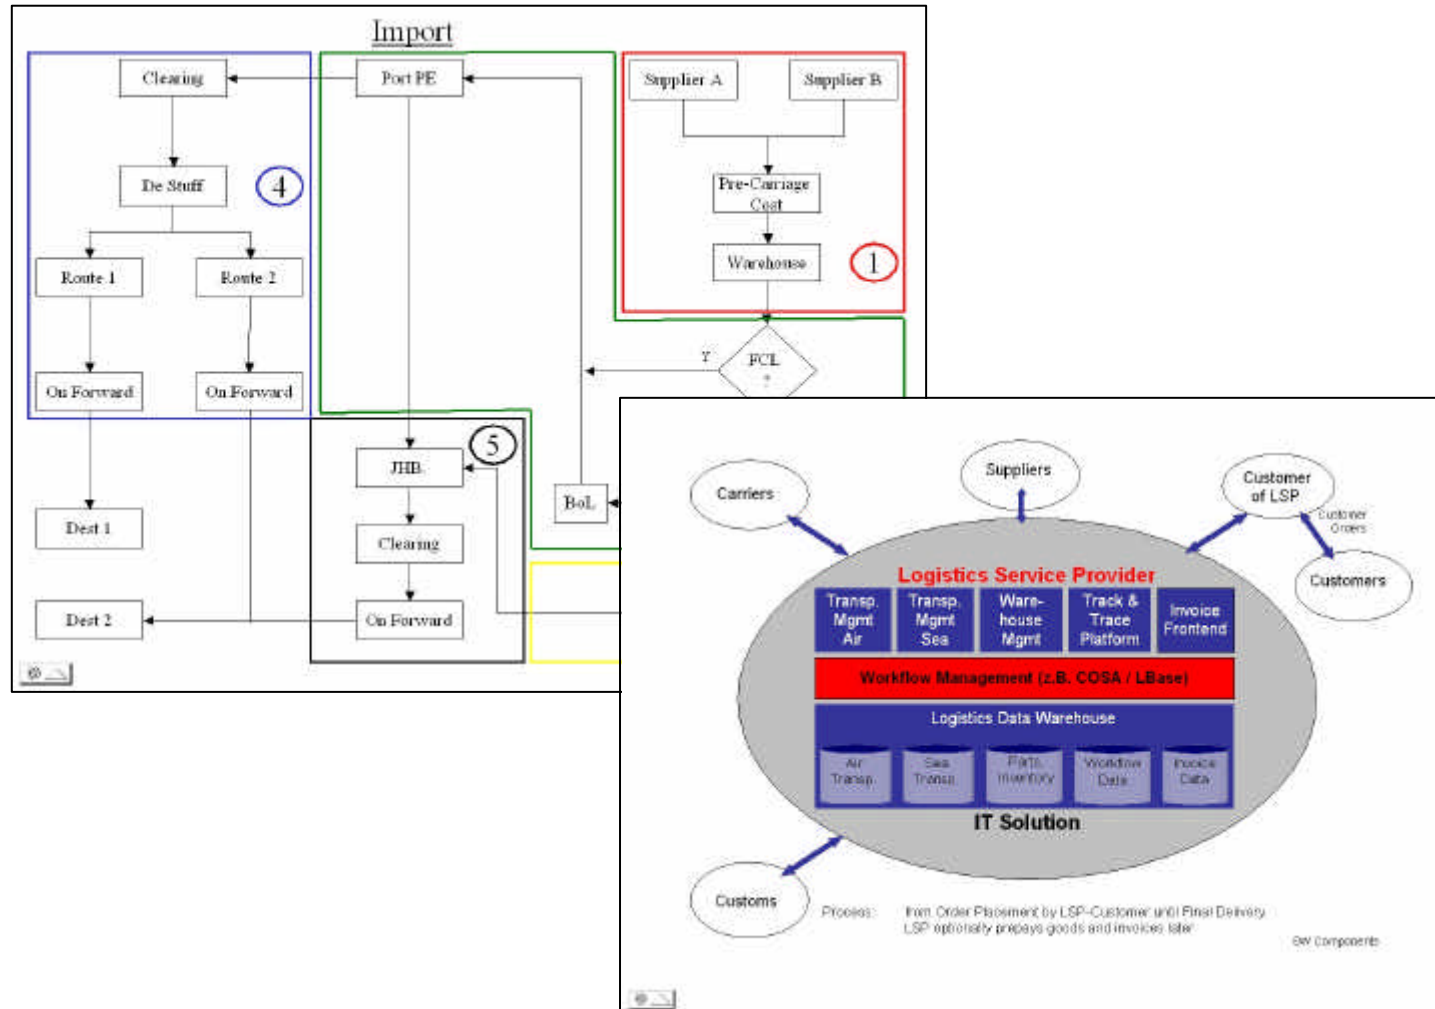 Import
Clearing
Port PE
Supplier A
Supplier B
De Stuff
4
Pre-Carriage
Cost
Route 1
Route 2
Warehouse
1
Y
FCL
?
On Forward
On Forward
5
JHB.
BoL
Dest 1
Clearing
Dest 2
On Forward
Carriers
Suppliers
Customer
of LSP
Customer
Orders
Customers
Logistics Service Provider
Transp.
Mgmt
Air
Transp.
Mgmt
Sea
Ware-
house
Mgmt
Track &
Trace
Platform
Invoice
Frontend
Workflow Management (z.B. COSA / LBase)
Logistics Data Warehouse
Air
Transp.
Sea
Transp.
Parts
Inventory
Workflow
Data
Invoice
Data
IT Solution
Customs
Process: from Order Placement by LSP-Customer until Final Delivery
LSP optionally prepays goods and invoices later
SW Components